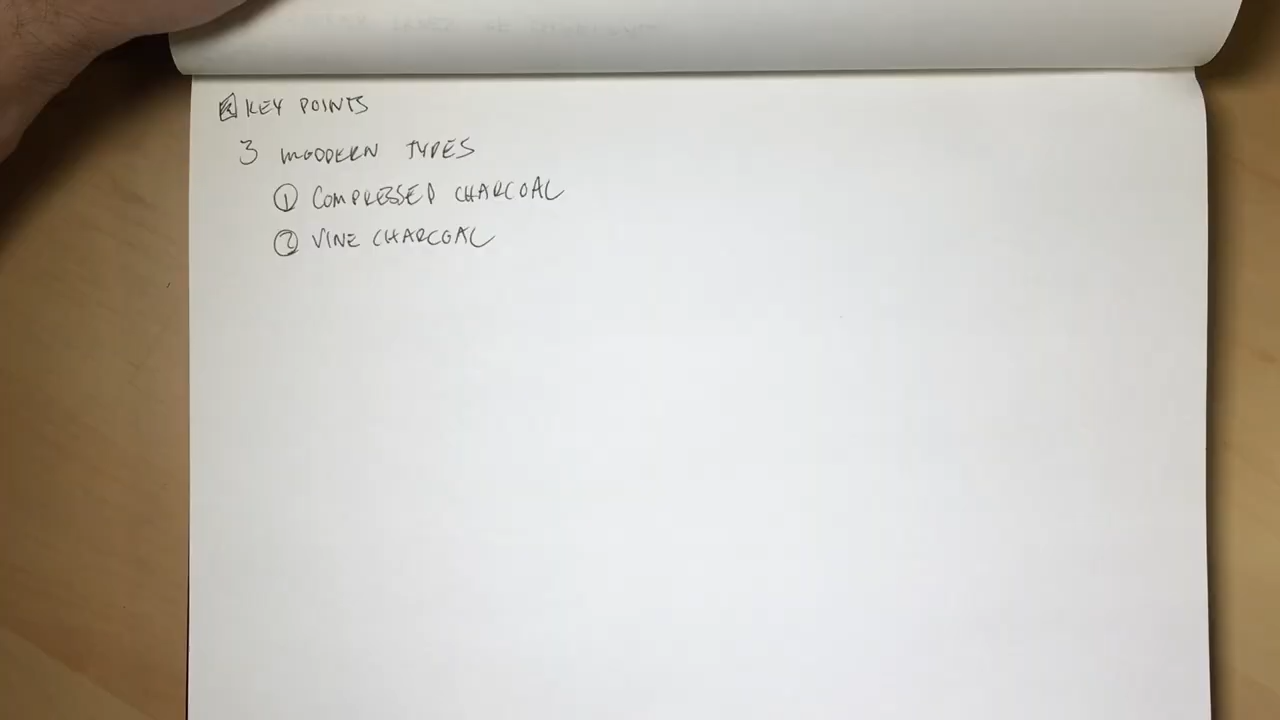 KEY POINTS
3 MODERN TYPES
① COMPRESSED CHARCOAL
② VINE CHARCOAL